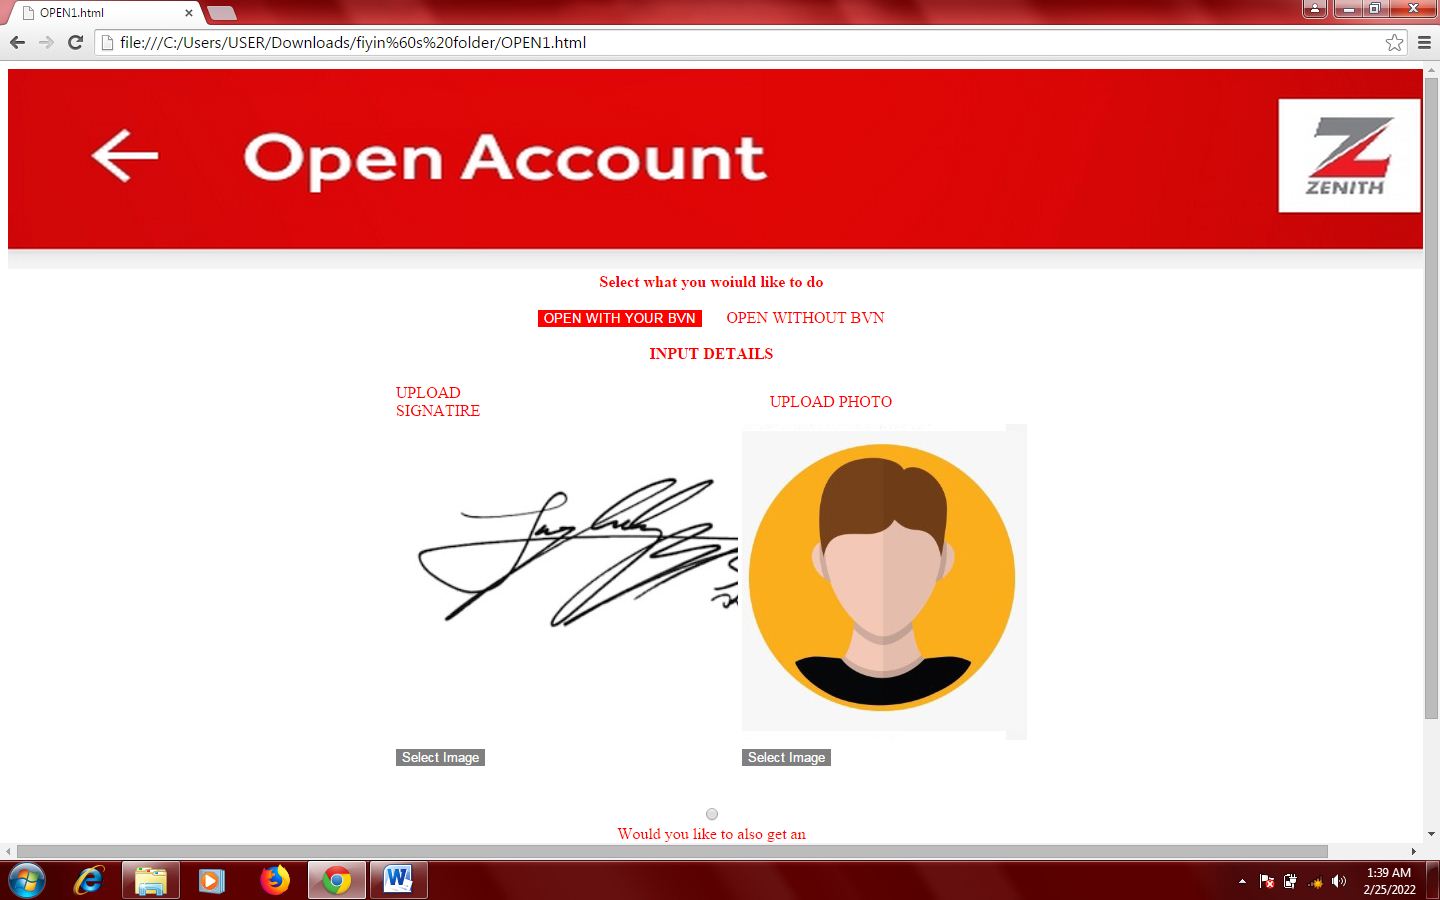 OPEN1.html
file:///C:/Users/USER/Downloads/fiyin%60s%20folder/OPEN1.html
Open Account
ZENITH
Select what you woiuld like to do
OPEN WITH YOUR BVN OPEN WITHOUT BVN
INPUT DETAILS
UPLOAD
SIGNATIRE
UPLOAD PHOTO
Select Image Select Image
Would you like to also get an
1:39 AM
2/25/2022